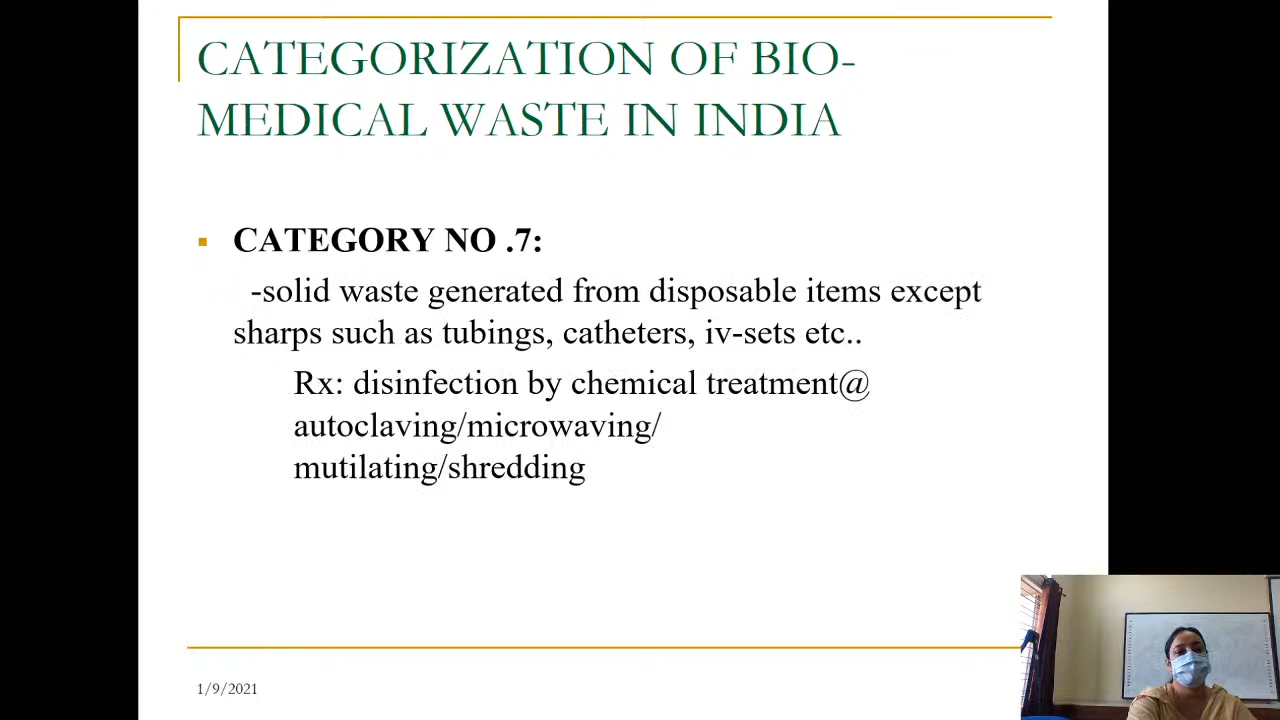 CATEGORIZATION OF BIO-
MEDICAL WASTE IN INDIA
CATEGORY NO .7:
-solid waste generated from disposable items except
sharps such as tubings, catheters, iv-sets etc..
Rx: disinfection by chemical treatment@
autoclaving/microwaving/
mutilating/shredding
1/9/2021